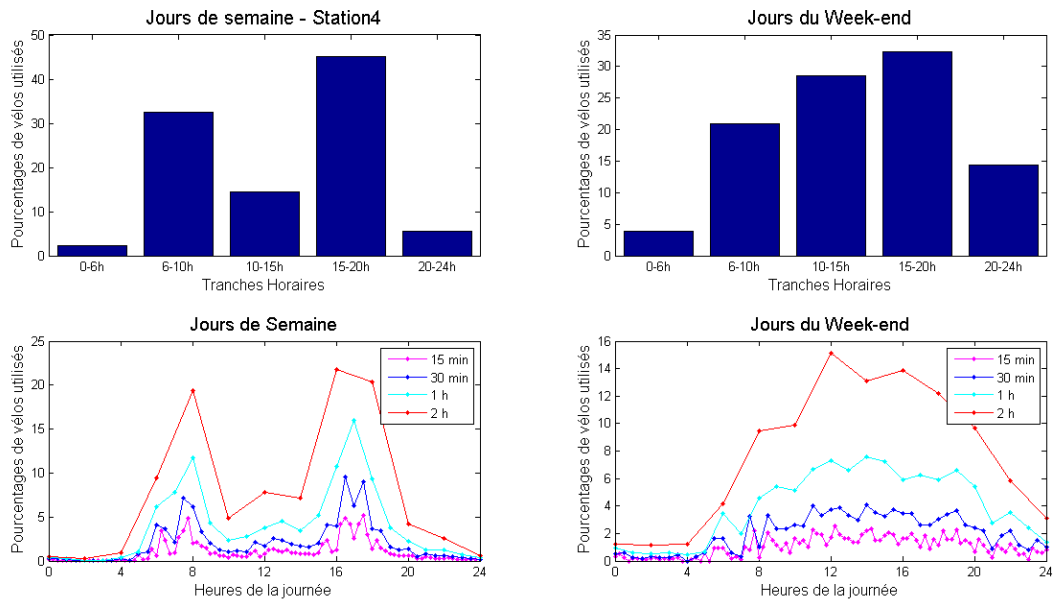 Jours de semaine - Station4
Pourcentages de vélos utilisés
50
40
30
20
10
0
0-6h 6-10h 10-15h 15-20h 20-24h
Tranches Horaires
Jours du Week-end
Pourcentages de vélos utilisés
35
30
25
20
15
10
5
0
0-6h 6-10h 10-15h 15-20h 20-24h
Tranches Horaires
Jours de Semaine
Pourcentages de vélos utilisés
25
20
15
10
5
0
15 min
30 min
1 h
2 h
0 4 8 12 16 20 24
Heures de la journée
Jours du Week-end
Pourcentages de vélos utilisés
16
14
12
10
8
6
4
2
0
15 min
30 min
1 h
2 h
0 4 8 12 16 20 24
Heures de la journée